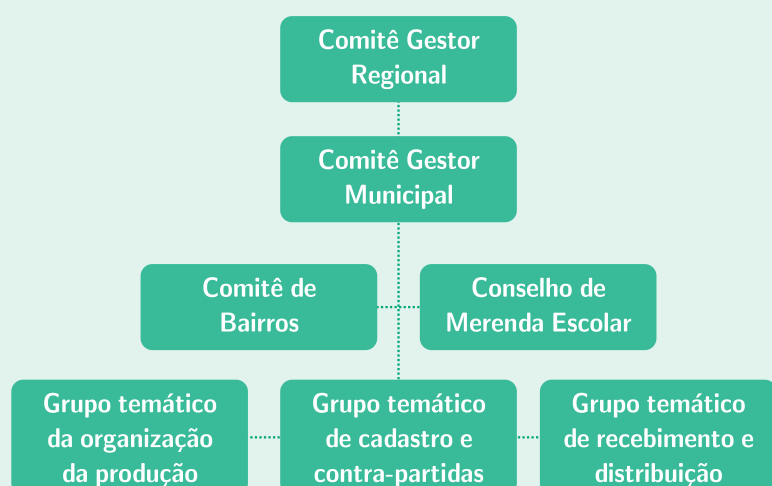 Comitê Gestor
Regional
Comitê Gestor
Municipal
Comitê de
Bairros
Conselho de
Merenda Escolar
Grupo temático
da organização
da produção
Grupo temático
de cadastro e
contra-partidas
Grupo temático
de recebimento e
distribuição